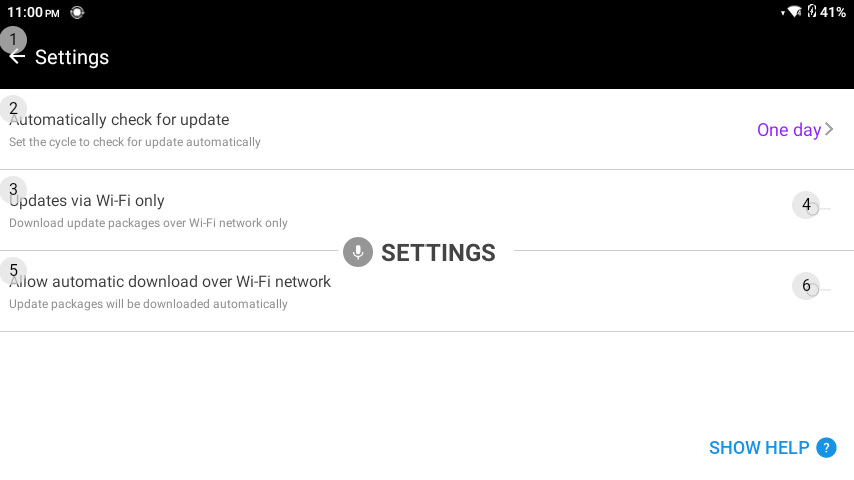 11:00 PM
41%
1
Settings
2
Automatically check for update
Set the cycle to check for update automatically
One day
3
Updates via Wi-Fi only
Download update packages over Wi-Fi network only
4
SETTINGS
5
Allow automatic download over Wi-Fi network
Update packages will be downloaded automatically
6
SHOW HELP ?